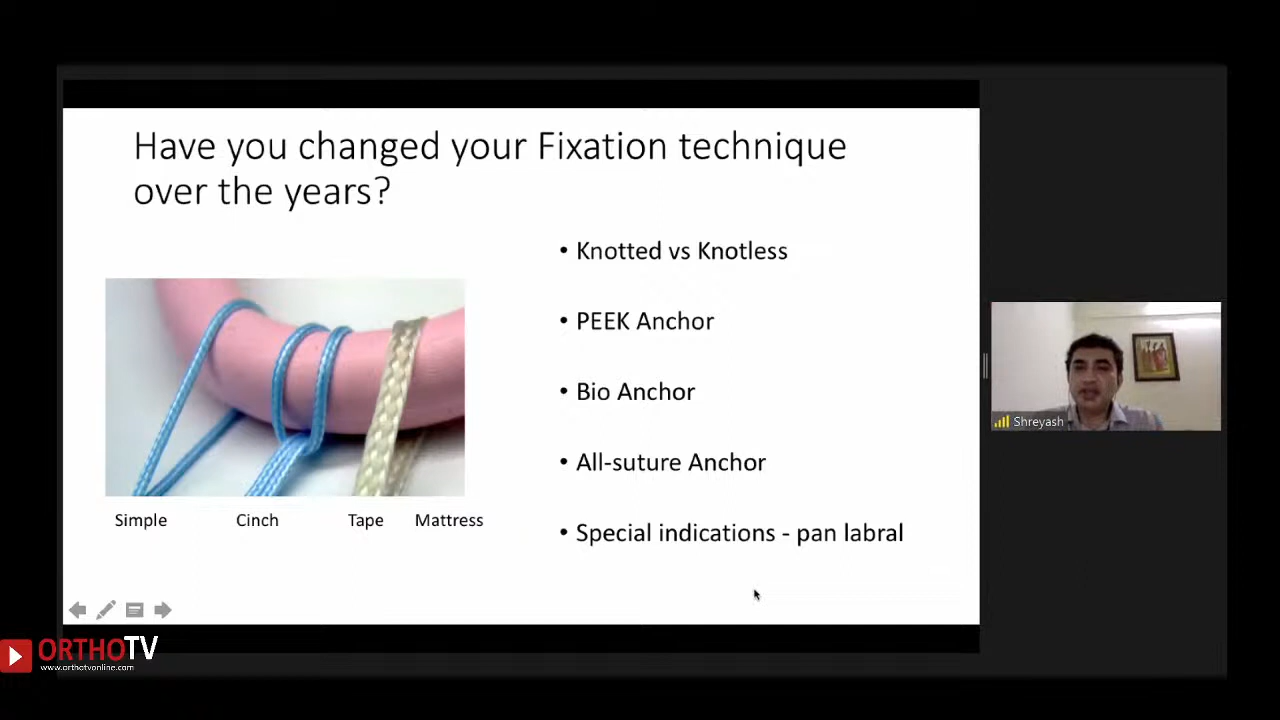 Have you changed your Fixation technique
over the years?
• Knotted vs Knotless
• PEEK Anchor
• Bio Anchor
• All-suture Anchor
• Special indications - pan labral
Simple Cinch Tape Mattress
Shreyash
ORTHOTV
www.orthotvonline.com